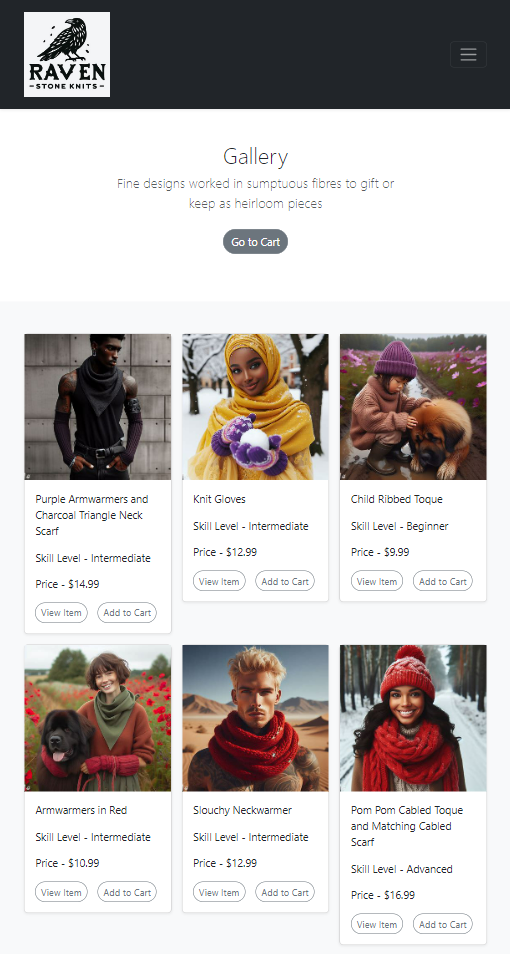 RAVEN
- STONE KNITS -
Gallery
Fine designs worked in sumptuous fibres to gift or
keep as heirloom pieces
Go to Cart
Purple Armwarmers and
Charcoal Triangle Neck
Scarf
Skill Level - Intermediate
Price - $14.99
View Item
Add to Cart
Knit Gloves
Skill Level - Intermediate
Price - $12.99
View Item
Add to Cart
Child Ribbed Toque
Skill Level - Beginner
Price - $9.99
View Item
Add to Cart
Armwarmers in Red
Skill Level - Intermediate
Price - $10.99
View Item
Add to Cart
Slouchy Neckwarmer
Skill Level - Intermediate
Price - $12.99
View Item
Add to Cart
Pom Pom Cabled Toque
and Matching Cabled
Scarf
Skill Level - Advanced
Price - $16.99
View Item
Add to Cart